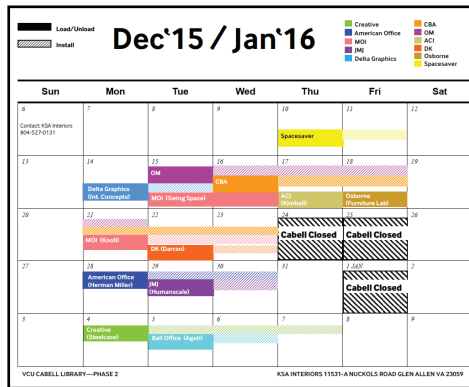 Load/Unload
Install
Dec'15 / Jan'16
Creative
American Office
MOI
JMJ
Delta Graphics
CBA
OM
ACI
DK
Osborne
Spacesaver
Sun Mon Tue Wed Thu Fri Sat
6 7 8 9 10 11 12
Contact: KSA Interiors
804-527-0131
Spacesaver
13 14 15 16 17 18 19
OM
CBA
Delta Graphics
(Int. Concepts)
MOI (Swing Space)
ACI
(Kimball)
Osborne
(Furniture Lab)
20 21 22 23 24 25 26
Cabell Closed
Cabell Closed
MOI (Knoll)
DK (Darran)
27 28 29 30 31 1 JAN 2
American Office
(Herman Miller)
JMJ
(Humanscale)
Cabell Closed
3 4 5 6 7 8 9
Creative
(Steelcase)
Ball Office (Agati)
VCU CABELL LIBRARY—PHASE 2
KSA INTERIORS 11531-A NUCKOLS ROAD GLEN ALLEN VA 23059